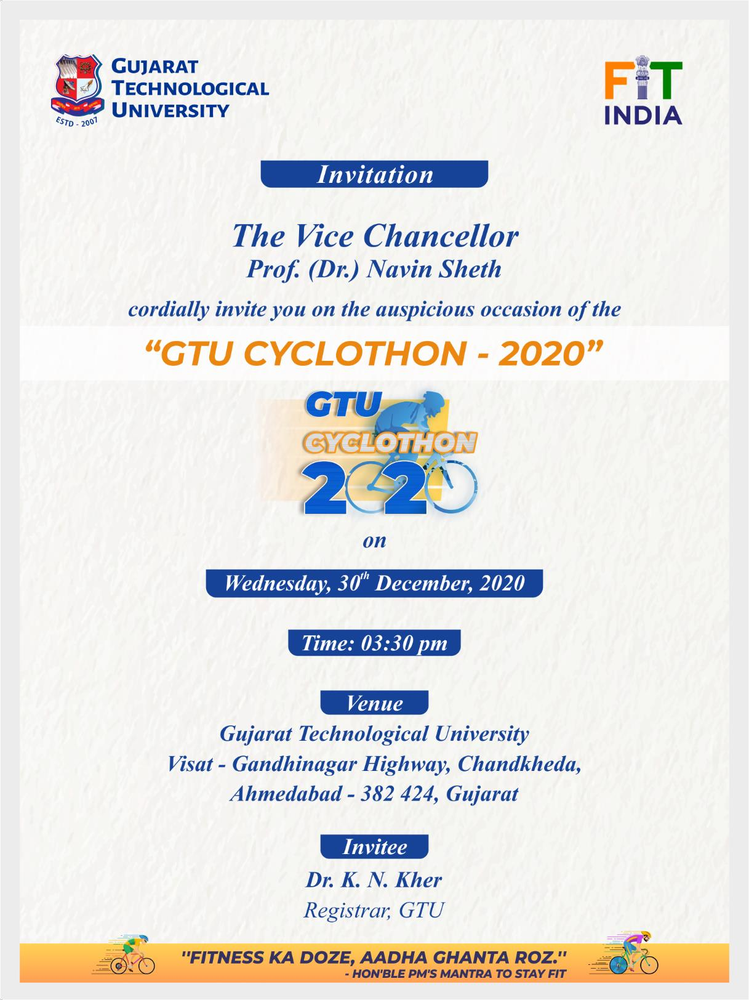 GUJARAT
TECHNOLOGICAL
UNIVERSITY
ESTD - 2007
FIT
INDIA
Invitation
The Vice Chancellor
Prof. (Dr.) Navin Sheth
cordially invite you on the auspicious occasion of the
“GTU CYCLOTHON - 2020”
GTU
CYCLOTHON
2020
on
Wednesday, 30th December, 2020
Time: 03:30 pm
Venue
Gujarat Technological University
Visat - Gandhinagar Highway, Chandkheda,
Ahmedabad - 382 424, Gujarat
Invitee
Dr. K. N. Kher
Registrar, GTU
"FITNESS KA DOZE, AADHA GHANTA ROZ."
- HON'BLE PM'S MANTRA TO STAY FIT